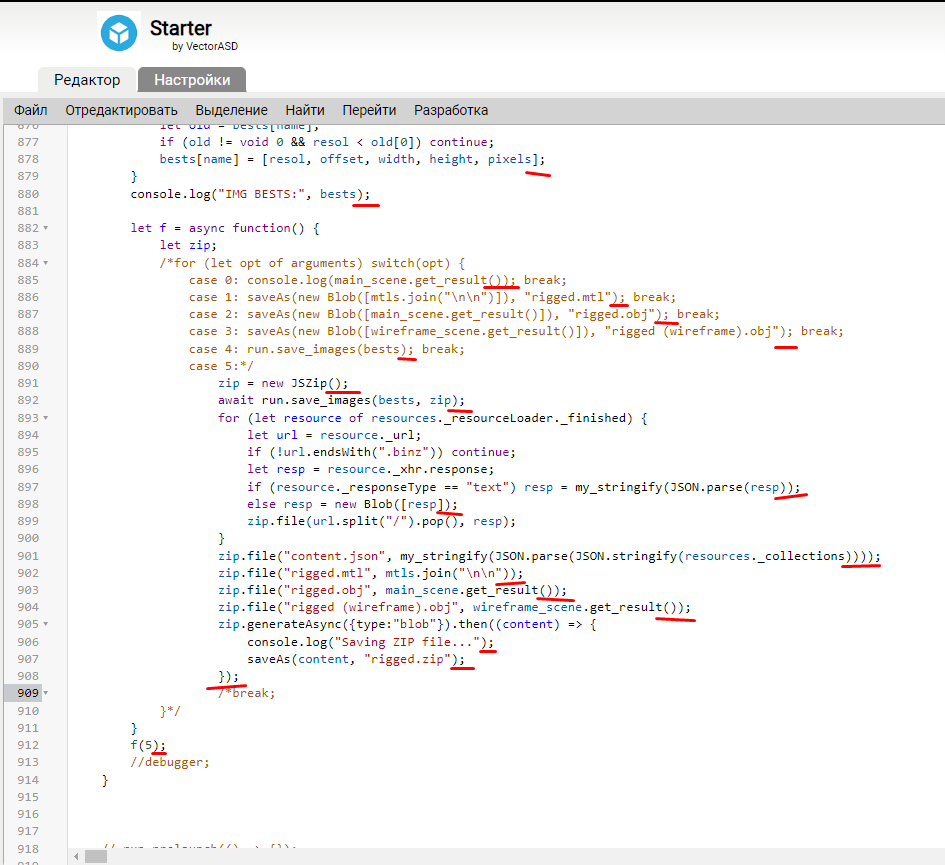 Starter
by VectorASD
Редактор Настройки
Файл Отредактировать Выделение Найти Перейти Разработка
876 let old = bests[name];
877 if (old != void 0 && resol < old[0]) continue;
878 bests[name] = [resol, offset, width, height, pixels];
879 }
880 console.log("IMG BESTS:", bests);
881
882 let f = async function() {
883 let zip;
884 /*for (let opt of arguments) switch(opt) {
885 case 0: console.log(main_scene.get_result()); break;
886 case 1: saveAs(new Blob([mtls.join("\n\n")]), "rigged.mtl"); break;
887 case 2: saveAs(new Blob([main_scene.get_result()]), "rigged.obj"); break;
888 case 3: saveAs(new Blob([wireframe_scene.get_result()]), "rigged (wireframe).obj"); break;
889 case 4: run.save_images(bests); break;
890 case 5:*/
891 zip = new JSZip();
892 await run.save_images(bests, zip);
893 for (let resource of resources._resourceLoader._finished) {
894 let url = resource._url;
895 if (!url.endsWith(".binz")) continue;
896 let resp = resource._xhr.response;
897 if (resource._responseType == "text") resp = my_stringify(JSON.parse(resp));
898 else resp = new Blob([resp]);
899 zip.file(url.split("/").pop(), resp);
900 }
901 zip.file("content.json", my_stringify(JSON.parse(JSON.stringify(resources._collections))));
902 zip.file("rigged.mtl", mtls.join("\n\n"));
903 zip.file("rigged.obj", main_scene.get_result());
904 zip.file("rigged (wireframe).obj", wireframe_scene.get_result());
905 zip.generateAsync({type:"blob"}).then((content) => {
906 console.log("Saving ZIP file...");
907 saveAs(content, "rigged.zip");
908 });
909 /*break;
910 }*/
911 }
912 f(5);
913 //debugger;
914 }
915
916
917
918 // run.prelaunch(() => {});